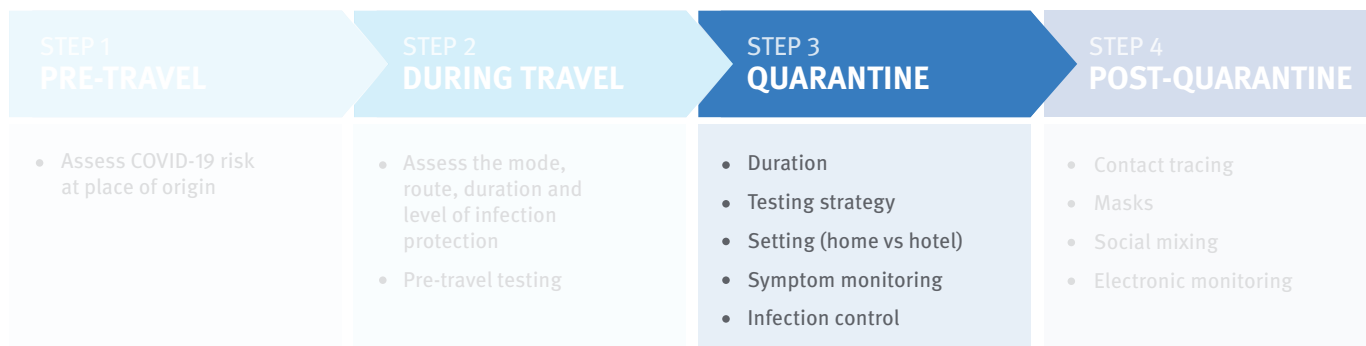 STEP 1
PRE-TRAVEL
• Assess COVID-19 risk
at place of origin
STEP 2
DURING TRAVEL
• Assess the mode,
route, duration and
level of infection
protection
• Pre-travel testing
STEP 3
QUARANTINE
• Duration
• Testing strategy
• Setting (home vs hotel)
• Symptom monitoring
• Infection control
STEP 4
POST-QUARANTINE
• Contact tracing
• Masks
• Social mixing
• Electronic monitoring